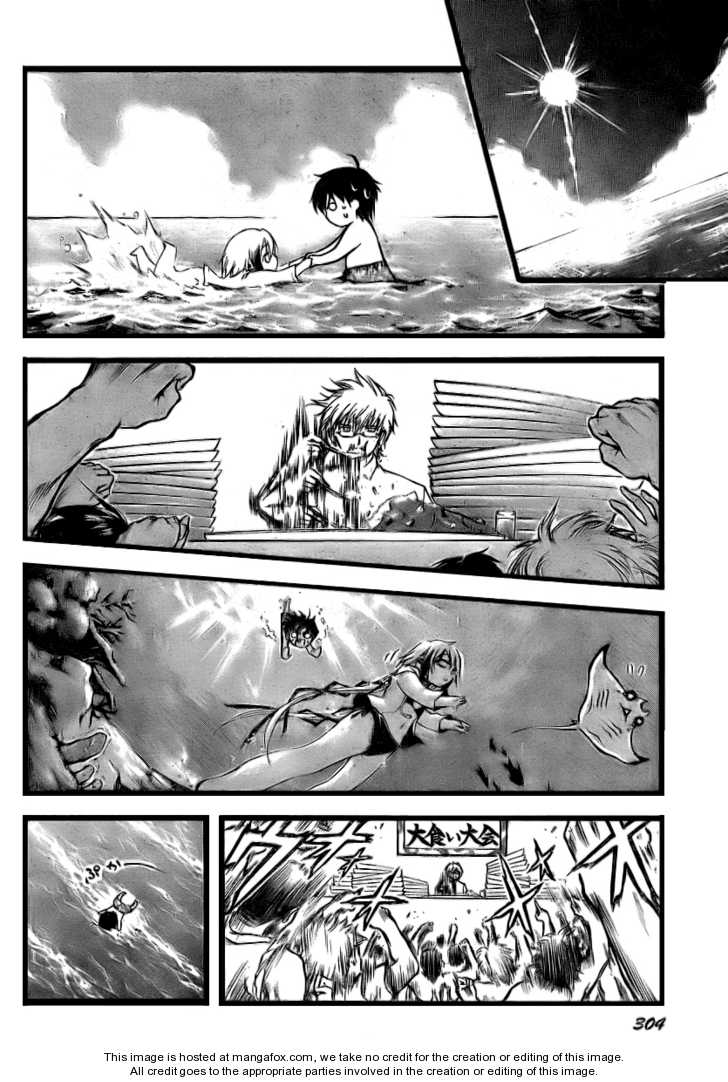 大食い大会
ぷか
304
This image is hosted at mangafox.com, we take no credit for the creation or editing of this image.
All credit goes to the appropriate parties involved in the creation or editing of this image.